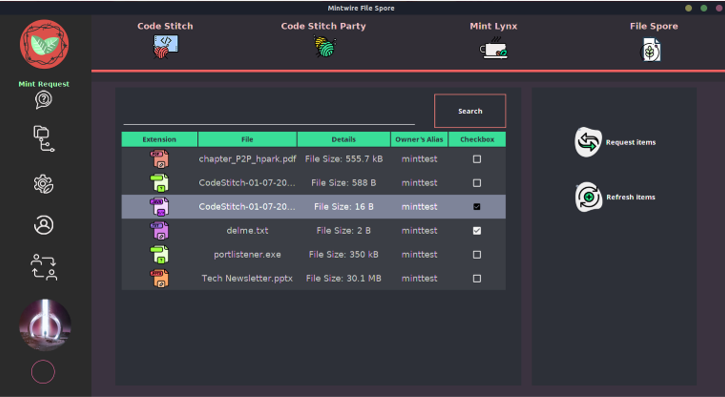 Mintwire File Spore
Code Stitch Code Stitch Party Mint Lynx File Spore
Mint Request
Search
Extension File Details Owner's Alias Checkbox
chapter_P2P_hpark.pdf File Size: 555.7 kB minttest
CodeStitch-01-07-20... File Size: 588 B minttest
CodeStitch-01-07-20... File Size: 16 B minttest
delme.txt File Size: 2 B minttest
portlistener.exe File Size: 350 kB minttest
Tech Newsletter.pptx File Size: 30.1 MB minttest
Request items
Refresh items